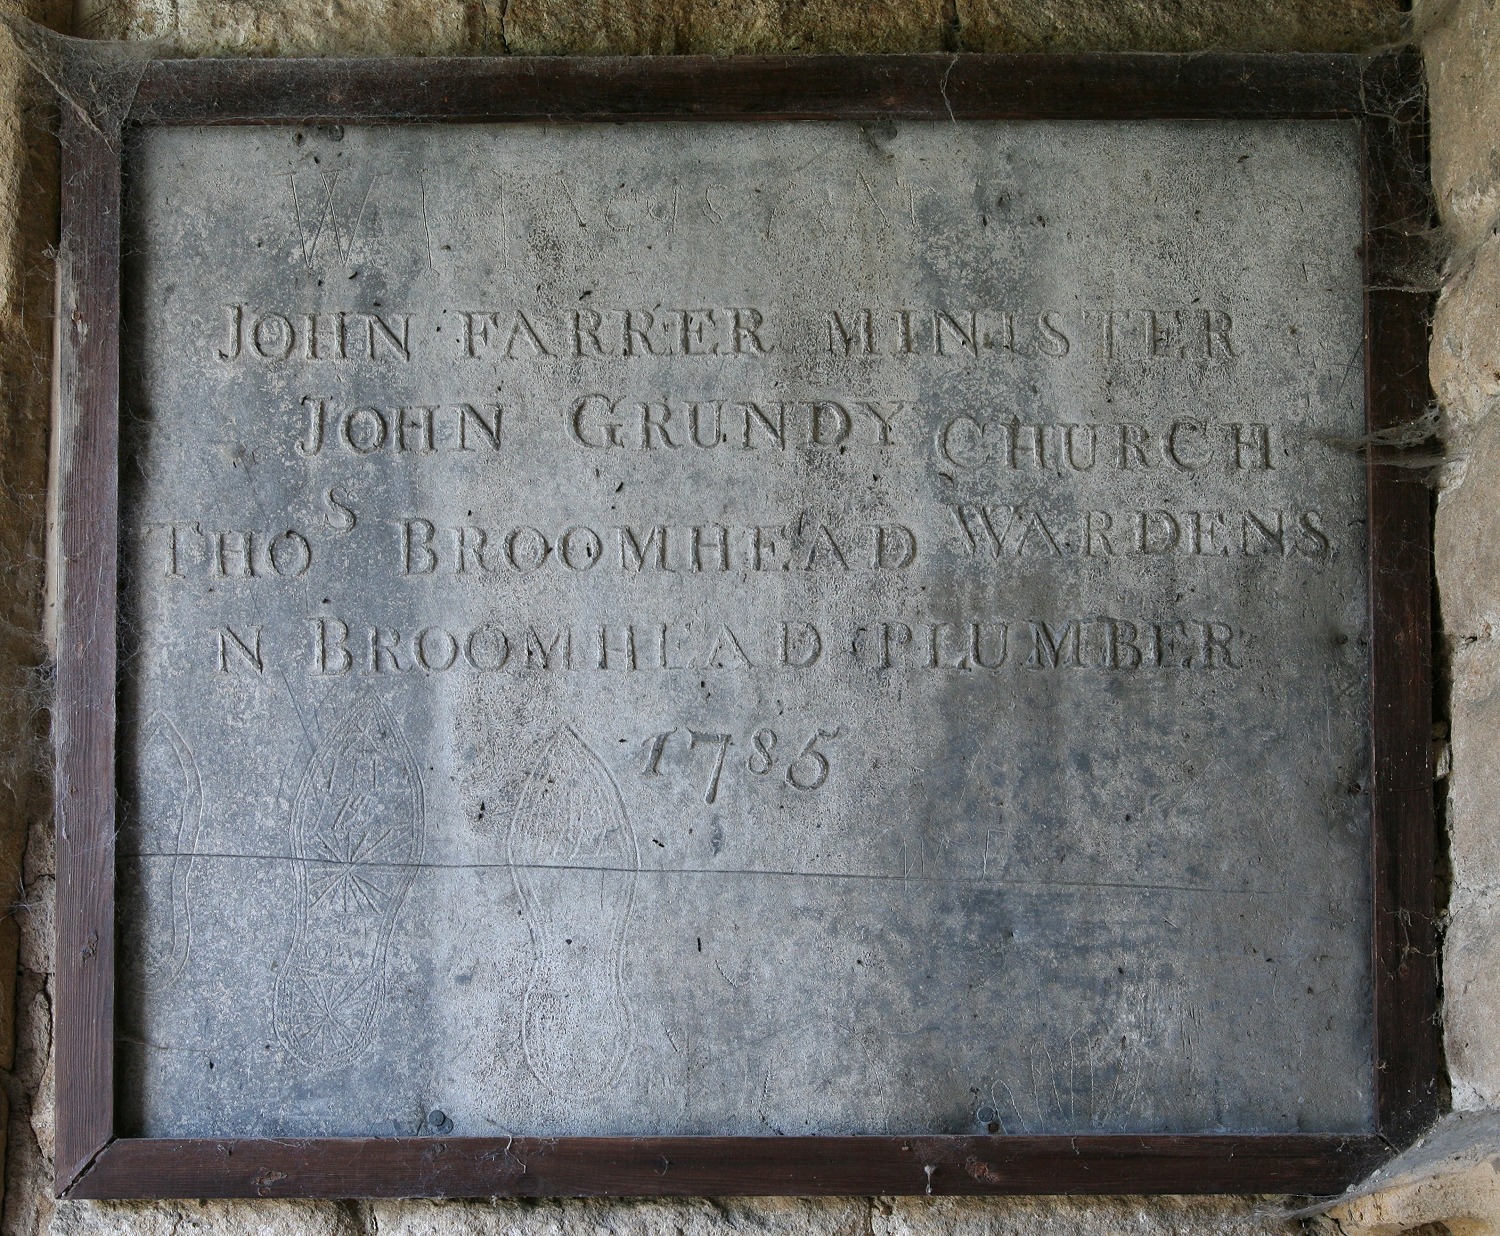 JOHN FARRER MINISTER
JOHN GRUNDY CHURCH
THOS BROOMHEAD WARDENS
N BROOMHEAD PLUMBER
1785